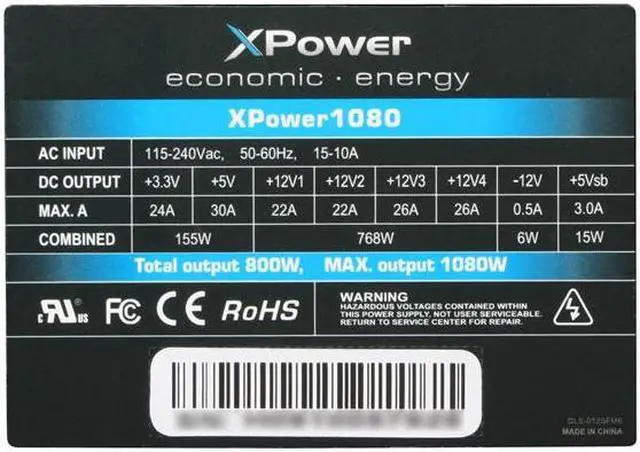 XPower
economic · energy
XPower1080
AC INPUT 115-240Vac, 50-60Hz, 15-10A
DC OUTPUT +3.3V +5V +12V1 +12V2 +12V3 +12V4 -12V +5Vsb
MAX. A 24A 30A 22A 22A 26A 26A 0.5A 3.0A
COMBINED 155W 768W 6W 15W
Total output 800W, MAX. output 1080W
c RU us FC CE RoHS
WARNING
HAZARDOUS VOLTAGES CONTAINED WITHIN
THIS POWER SUPPLY, NOT USER SERVICEABLE.
RETURN TO SERVICE CENTER FOR REPAIR.
MADE IN CHINA